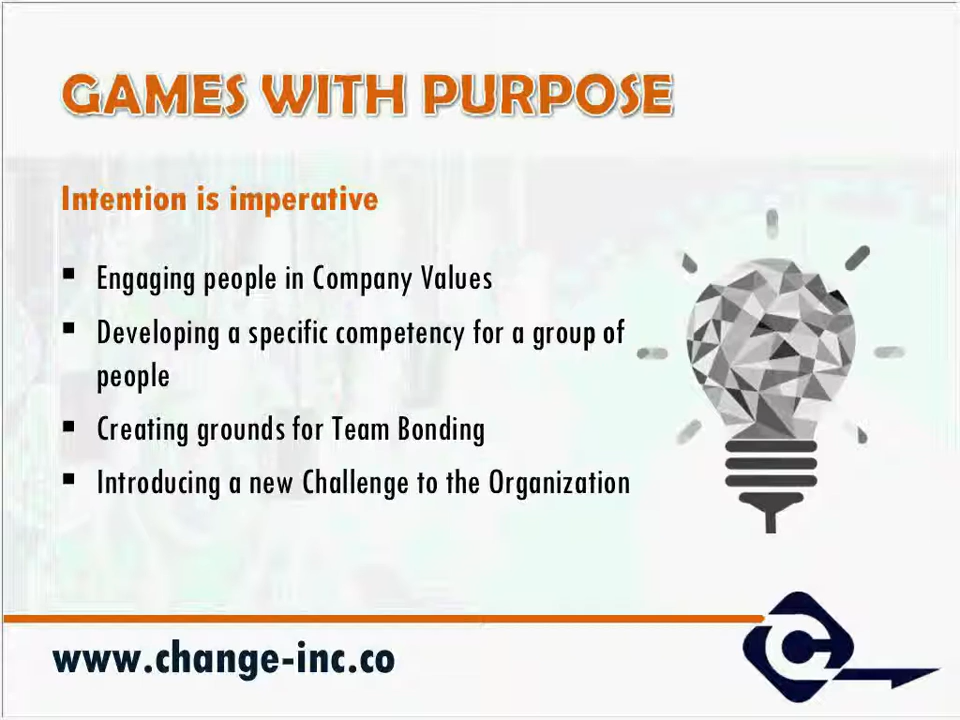 GAMES WITH PURPOSE
Intention is imperative
▪ Engaging people in Company Values
▪ Developing a specific competency for a group of
people
▪ Creating grounds for Team Bonding
▪ Introducing a new Challenge to the Organization
www.change-inc.co